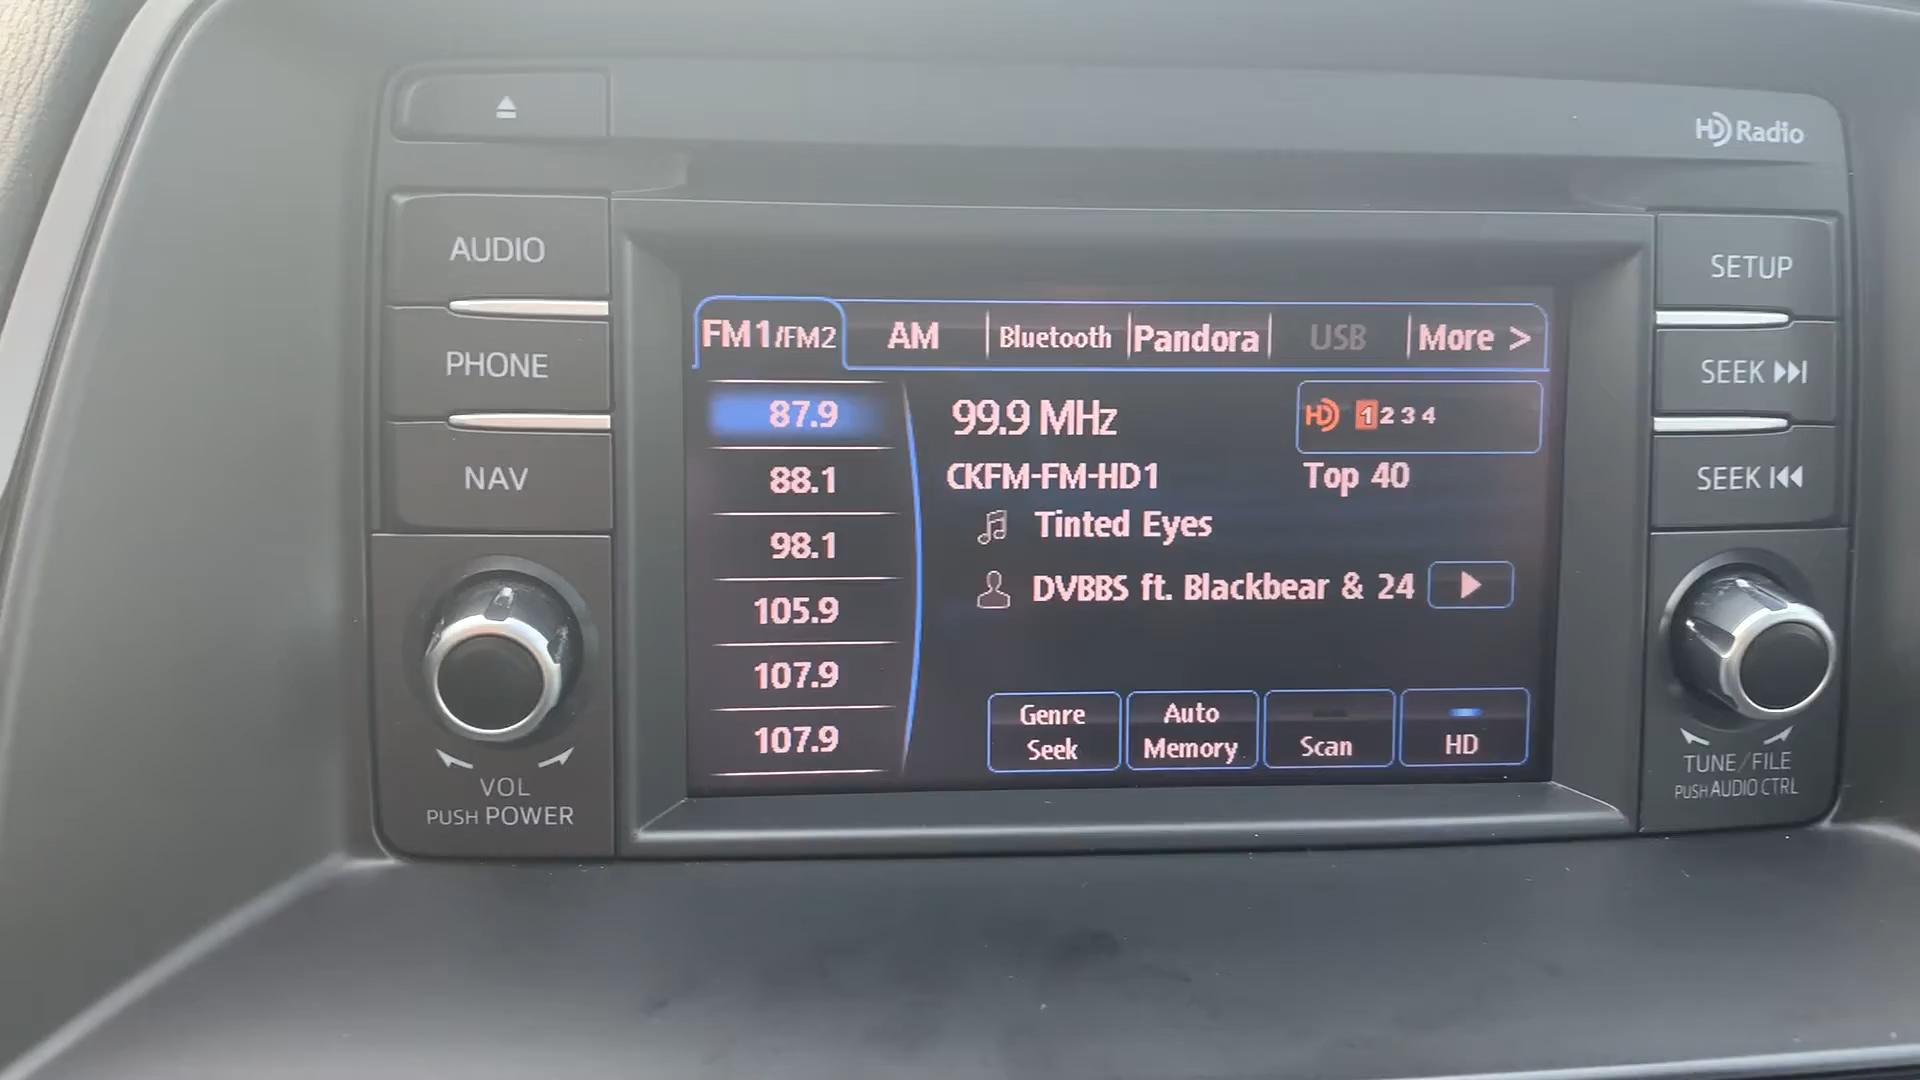 HD Radio
AUDIO
PHONE
NAV
VOL
PUSH POWER
FM1/FM2 AM Bluetooth Pandora USB More >
87.9
88.1
98.1
105.9
107.9
107.9
99.9 MHz
HD 1 2 3 4
CKFM-FM-HD1 Top 40
Tinted Eyes
DVBBS ft. Blackbear & 24
Genre Seek
Auto Memory
Scan
HD
SETUP
SEEK
SEEK
TUNE/FILE
PUSH AUDIO CTRL